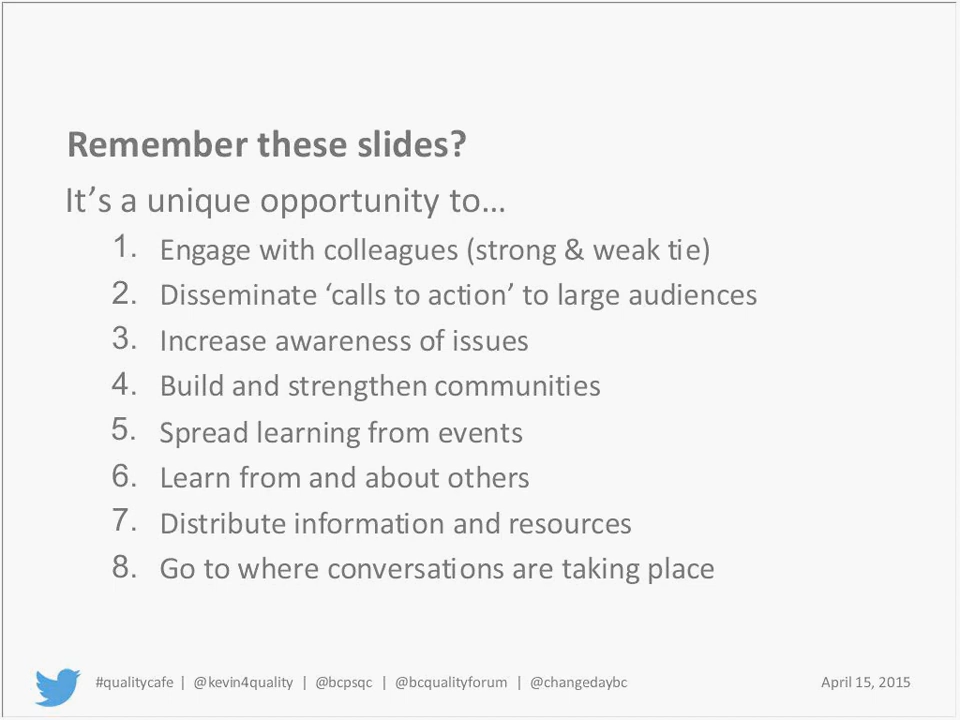 Remember these slides?
It’s a unique opportunity to…
1. Engage with colleagues (strong & weak tie)
2. Disseminate ‘calls to action’ to large audiences
3. Increase awareness of issues
4. Build and strengthen communities
5. Spread learning from events
6. Learn from and about others
7. Distribute information and resources
8. Go to where conversations are taking place
#qualitycafe | @kevin4quality | @bcpsqc | @bcqualityforum | @changedaybc April 15, 2015